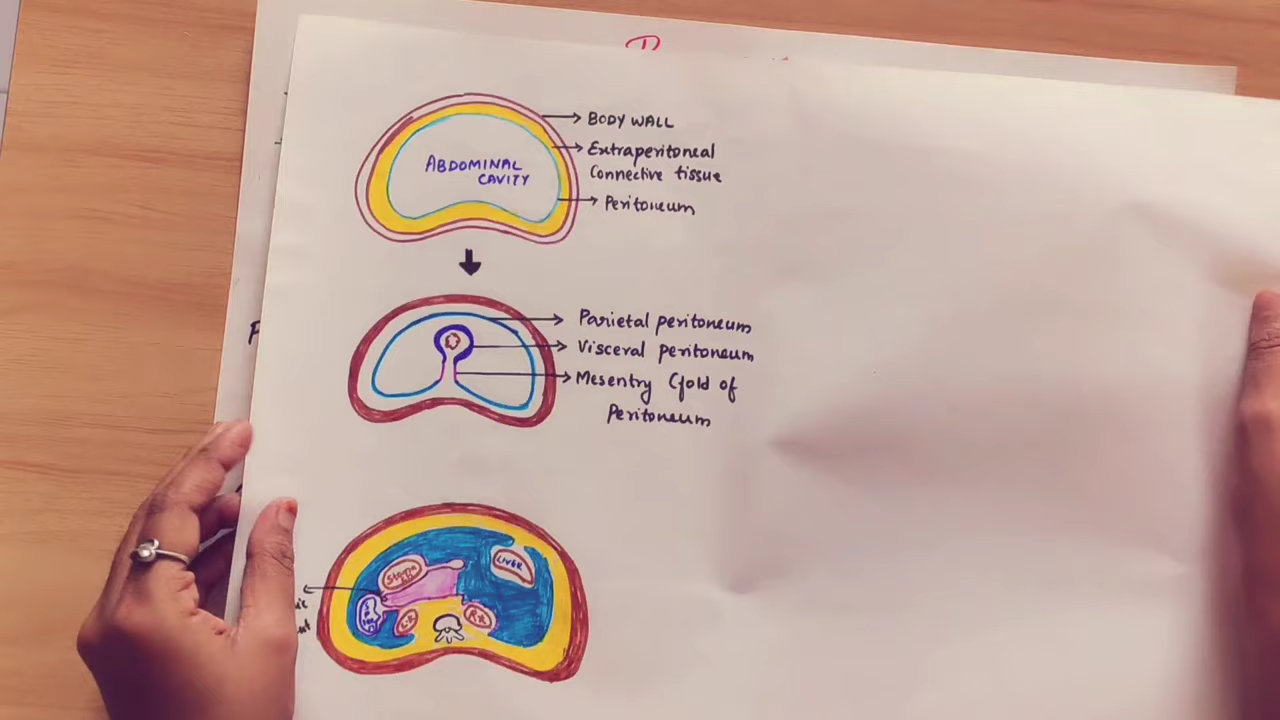 BODY WALL
Extraperitoneal
Connective tissue
Peritoneum
ABDOMINAL
CAVITY
Parietal peritoneum
Visceral peritoneum
Mesentry (fold of
Peritoneum
LIVER
L.K
R.K